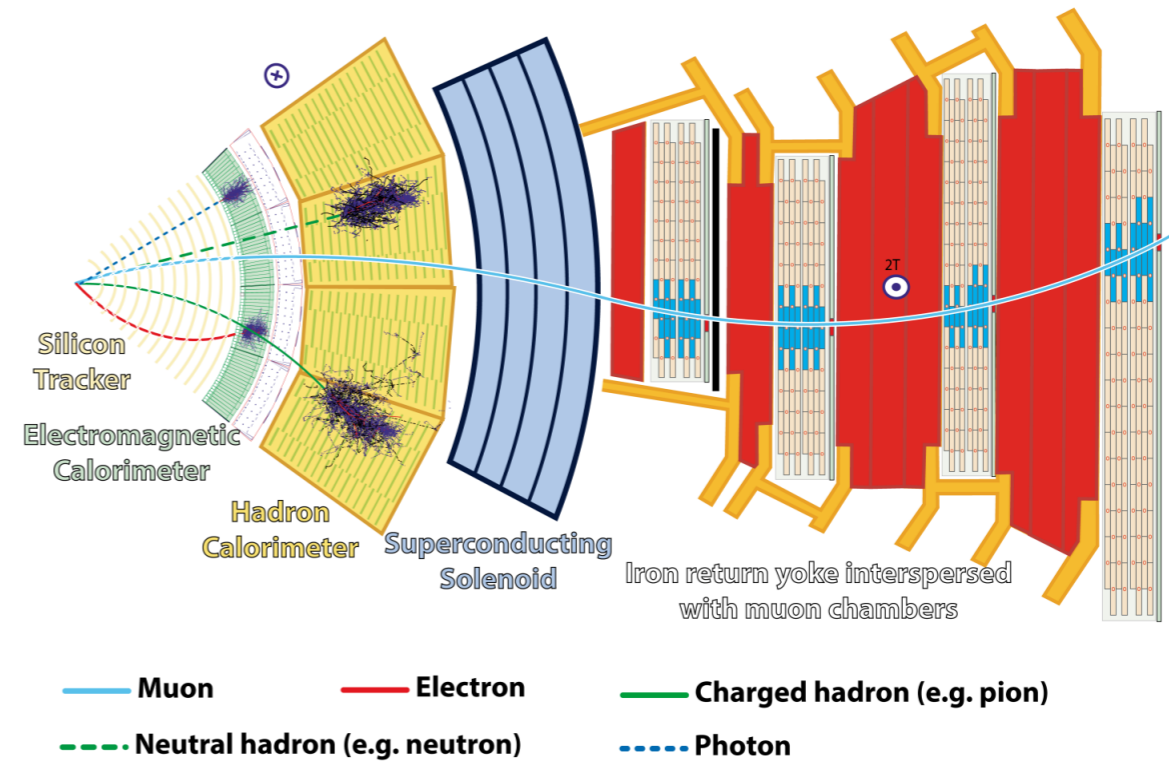 2T
Silicon
Tracker
Electromagnetic
Calorimeter
Hadron
Calorimeter
Superconducting
Solenoid
Iron return yoke interspersed
with muon chambers
Muon
Electron
Charged hadron (e.g. pion)
Neutral hadron (e.g. neutron)
Photon